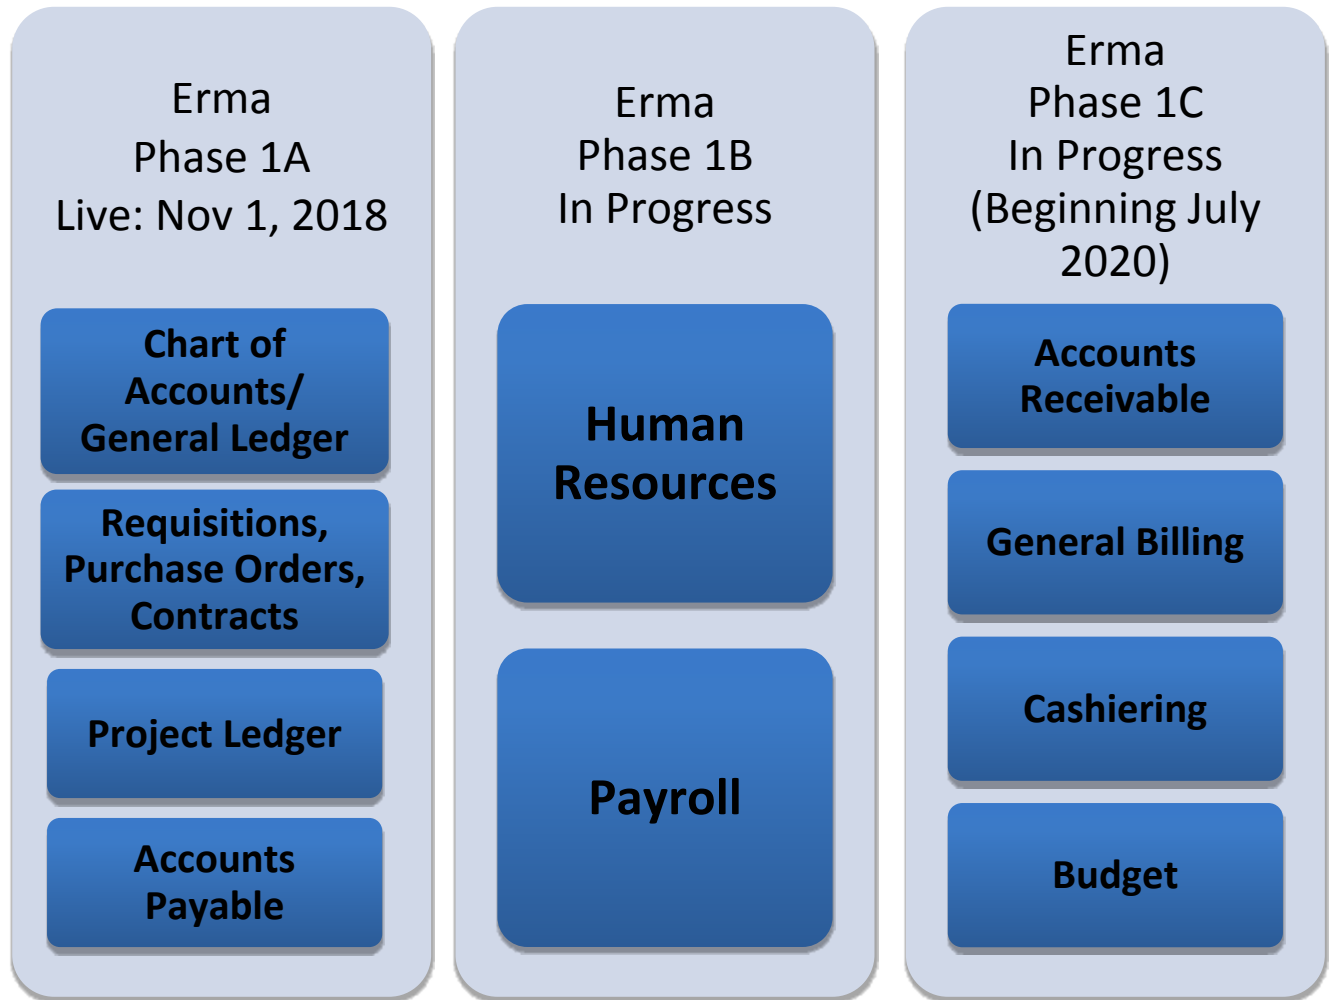 Erma
Phase 1A
Live: Nov 1, 2018
Chart of
Accounts/
General Ledger
Requisitions,
Purchase Orders,
Contracts
Project Ledger
Accounts
Payable
Erma
Phase 1B
In Progress
Human
Resources
Payroll
Erma
Phase 1C
In Progress
(Beginning July
2020)
Accounts
Receivable
General Billing
Cashiering
Budget